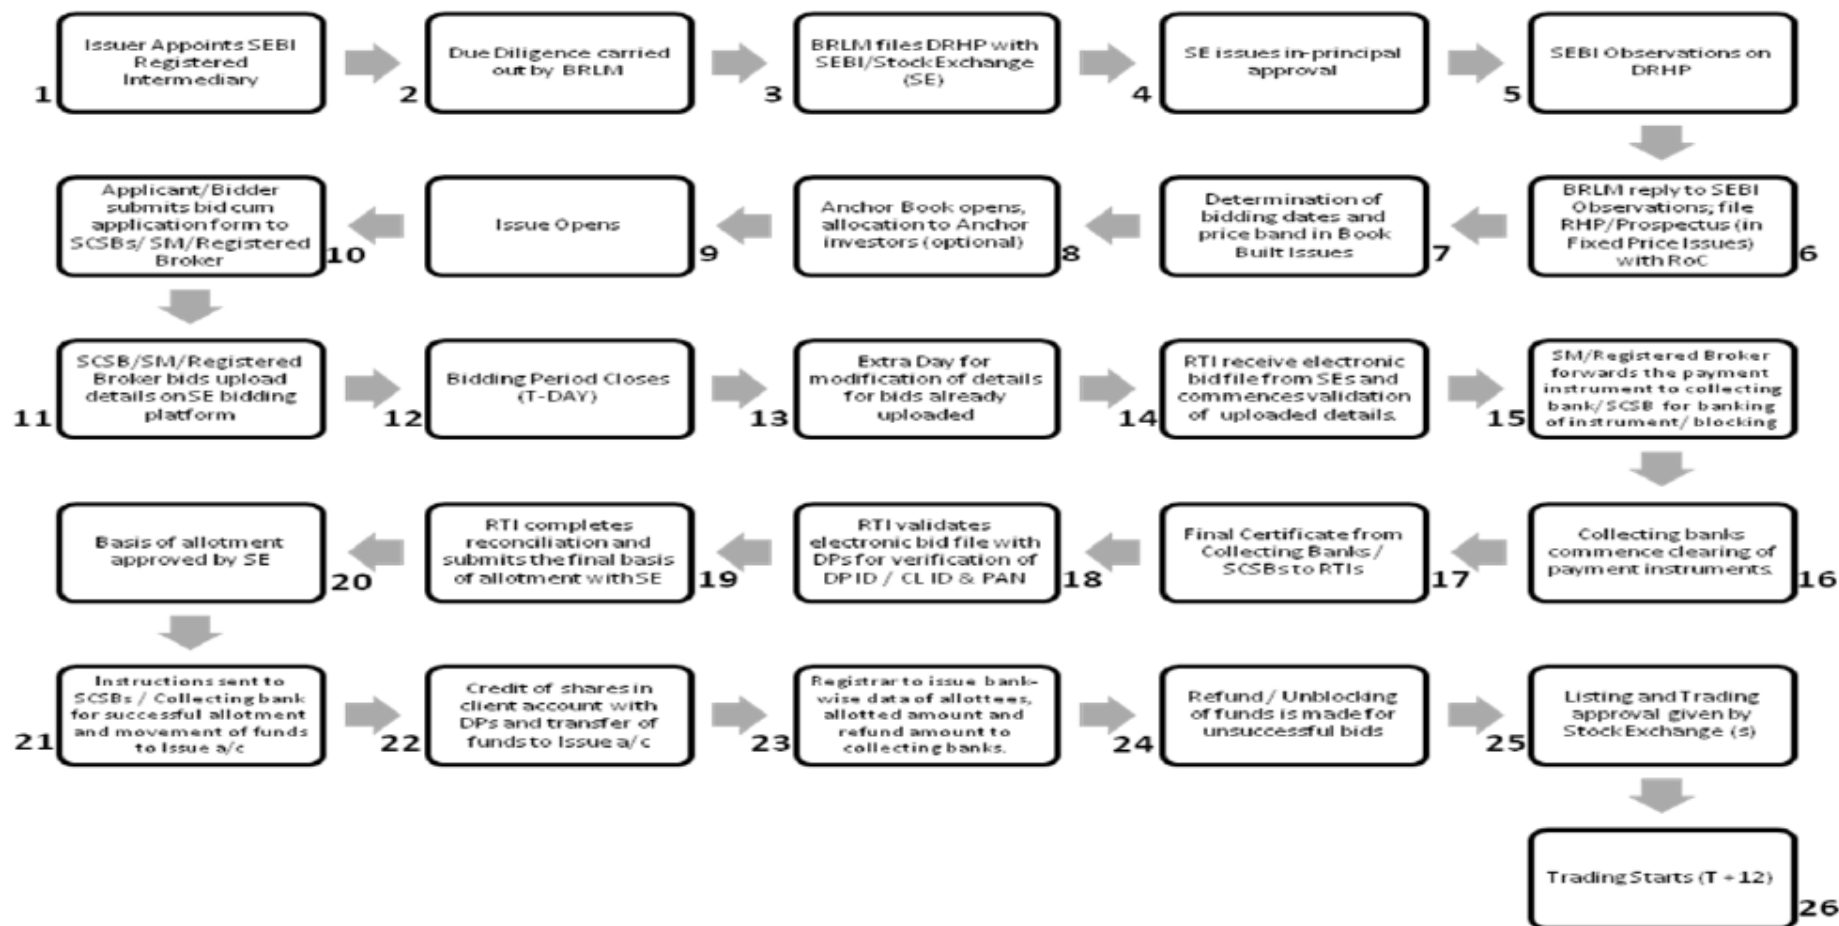 Issuer Appoints SEBI
Registered
Intermediary
1
Due Diligence carried
out by BRLM
2
BRLM files DRHP with
SEBI/Stock Exchange
(SE)
3
SE issues in-principal
approval
4
SEBI Observations on
DRHP
5
BRLM reply to SEBI
Observations; file
RHP/Prospectus (in
Fixed Price Issues)
with RoC
6
Determination of
bidding dates and
price band in Book
Built Issues
7
Anchor Book opens,
allocation to Anchor
investors (optional)
8
Issue Opens
9
Applicant/Bidder
submits bid cum
application form to
SCSBs/ SM/Registered
Broker
10
SCSB/SM/Registered
Broker bids upload
details on SE bidding
platform
11
Bidding Period Closes
(T-DAY)
12
Extra Day for
modification of details
for bids already
uploaded
13
RTI receive electronic
bid file from SEs and
commences validation
of uploaded details.
14
SM/Registered Broker
forwards the payment
instrument to collecting
bank/SCSB for banking
of instrument/ blocking
15
Collecting banks
commence clearing of
payment instruments.
16
Final Certificate from
Collecting Banks /
SCSBs to RTIs
17
RTI validates
electronic bid file with
DPs for verification of
DP ID / CL ID & PAN
18
RTI completes
reconciliation and
submits the final basis
of allotment with SE
19
Basis of allotment
approved by SE
20
Instructions sent to
SCSBs / Collecting bank
for successful allotment
and movement of funds
to Issue a/c
21
Credit of shares in
client account with
DPs and transfer of
funds to Issue a/c
22
Registrar to issue bank-
wise data of allottees,
allotted amount and
refund amount to
collecting banks.
23
Refund / Unblocking
of funds is made for
unsuccessful bids
24
Listing and Trading
approval given by
Stock Exchange (s)
25
Trading Starts (T + 12)
26